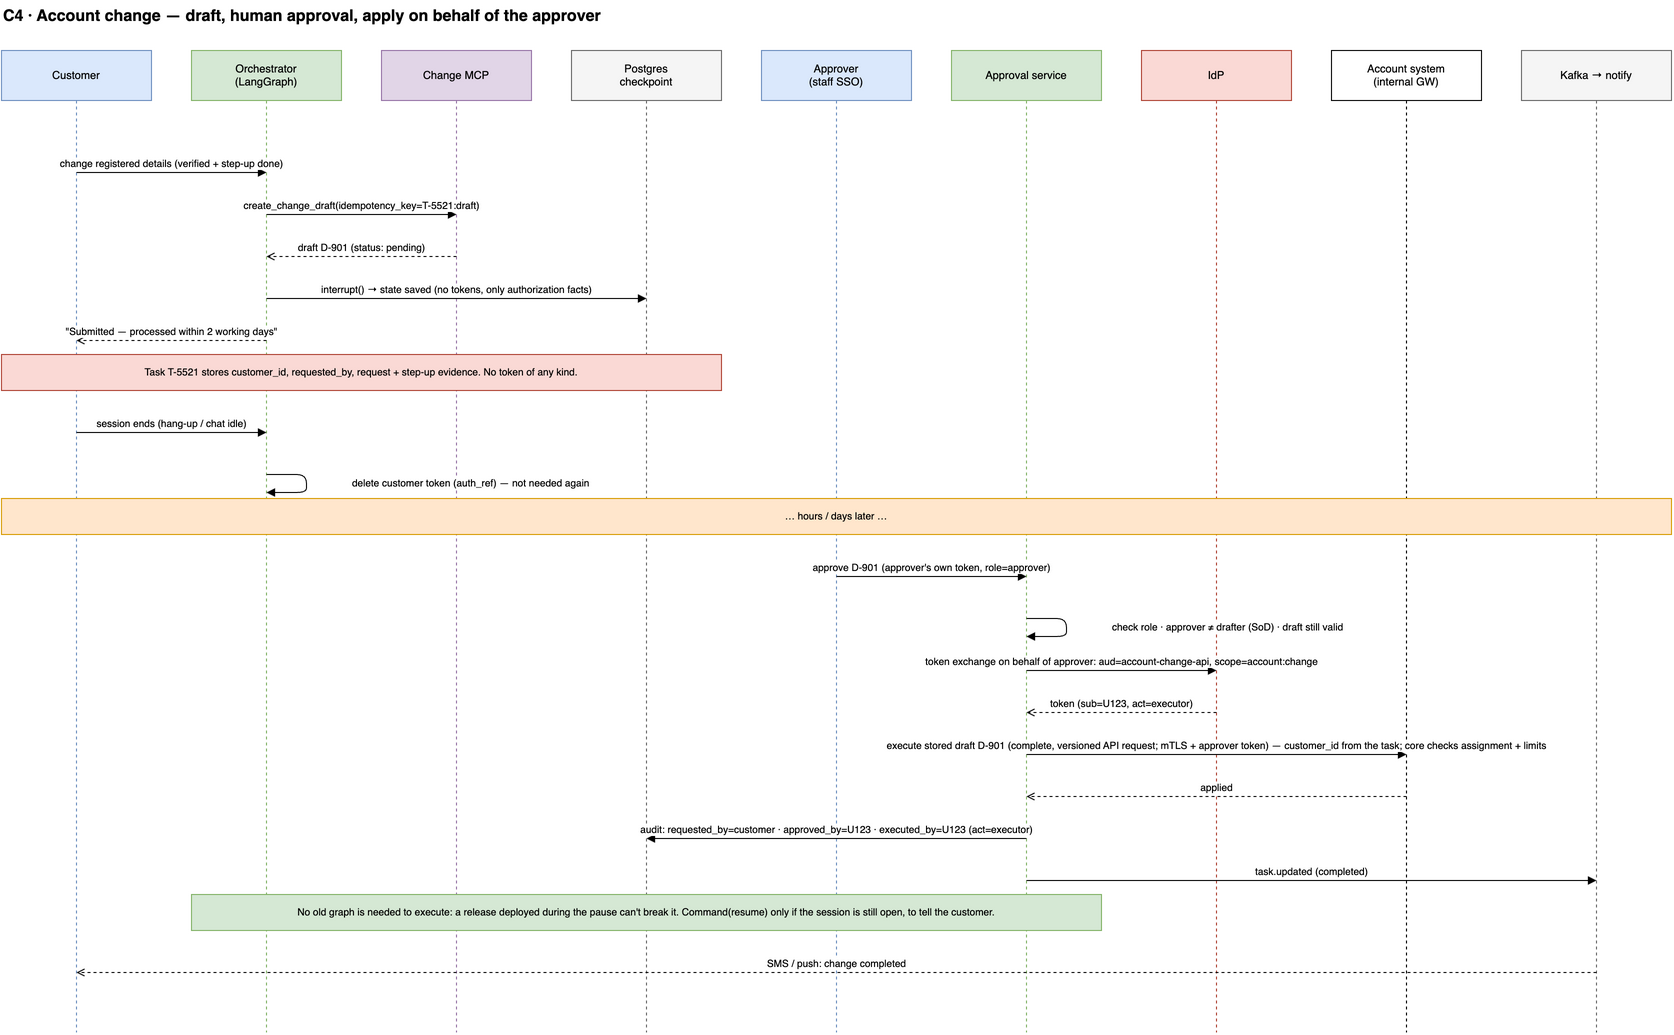 C4 · Account change — draft, human approval, apply on behalf of the approver
Customer
Orchestrator
(LangGraph)
Change MCP
Postgres
checkpoint
Approver
(staff SSO)
Approval service
IdP
Account system
(internal GW)
Kafka → notify
change registered details (verified + step-up done)
create_change_draft(idempotency_key=T-5521:draft)
draft D-901 (status: pending)
interrupt() → state saved (no tokens, only authorization facts)
"Submitted — processed within 2 working days"
Task T-5521 stores customer_id, requested_by, request + step-up evidence. No token of any kind.
session ends (hang-up / chat idle)
delete customer token (auth_ref) — not needed again
… hours / days later …
approve D-901 (approver's own token, role=approver)
check role · approver ≠ drafter (SoD) · draft still valid
token exchange on behalf of approver: aud=account-change-api, scope=account:change
token (sub=U123, act=executor)
execute stored draft D-901 (complete, versioned API request; mTLS + approver token) — customer_id from the task; core checks assignment + limits
applied
audit: requested_by=customer · approved_by=U123 · executed_by=U123 (act=executor)
task.updated (completed)
No old graph is needed to execute: a release deployed during the pause can't break it. Command(resume) only if the session is still open, to tell the customer.
SMS / push: change completed